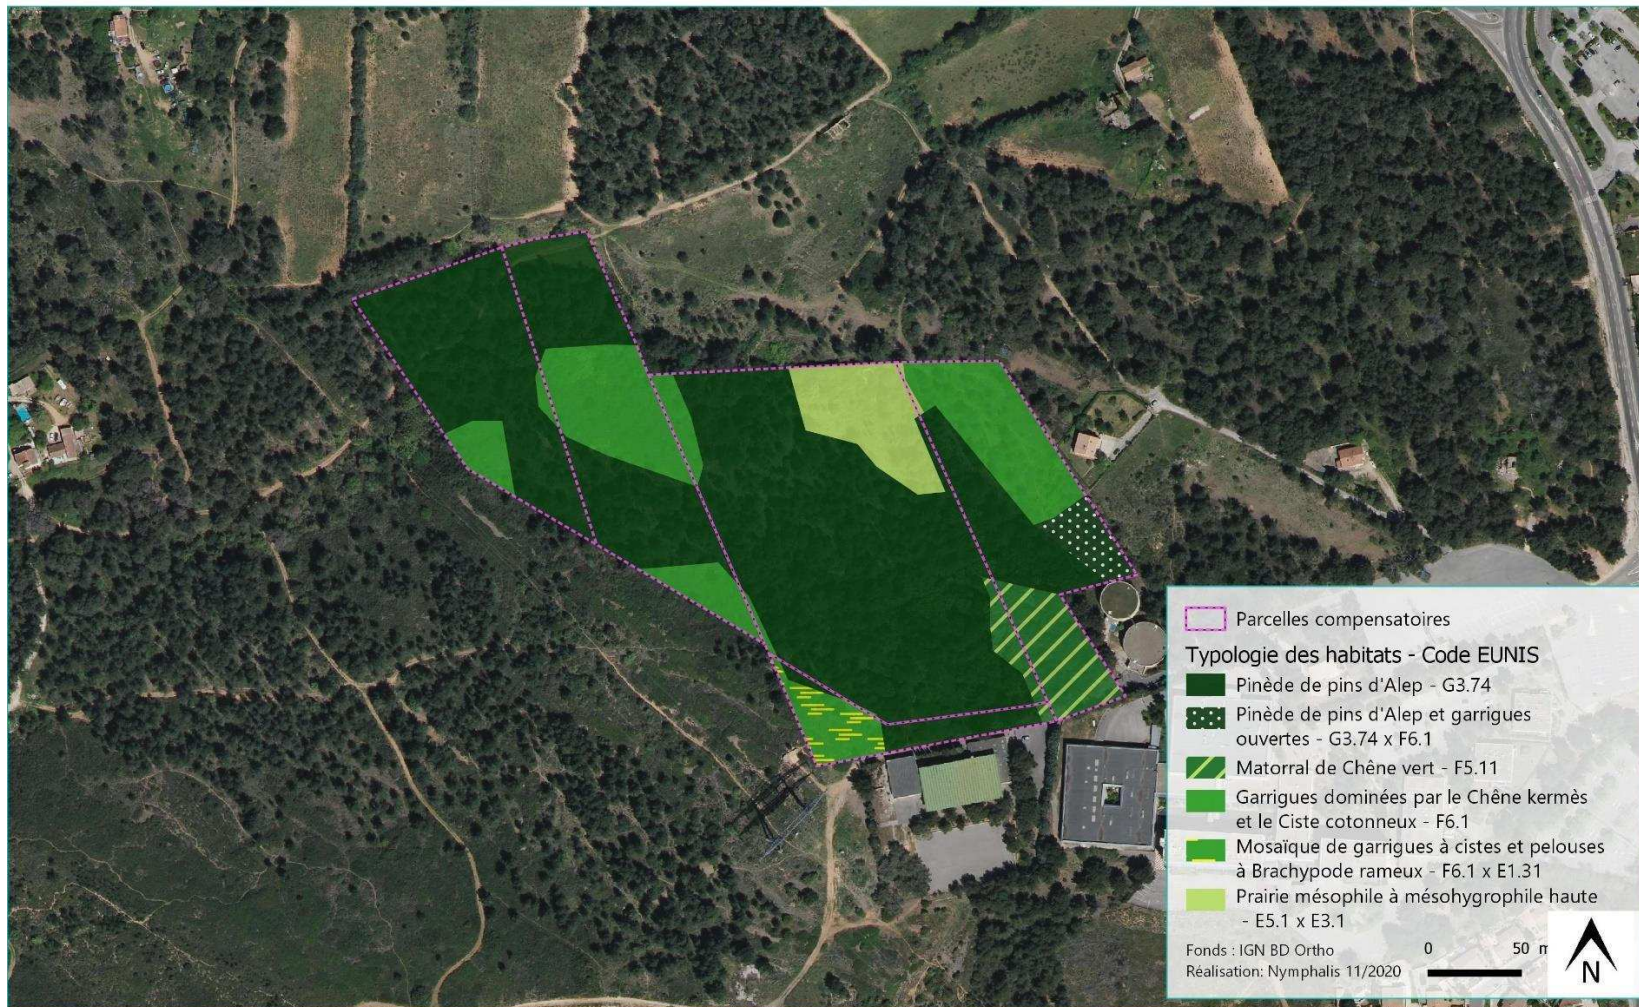 Parcelles compensatoires
Typologie des habitats - Code EUNIS
Pinède de pins d'Alep - G3.74
Pinède de pins d'Alep et garrigues
ouvertes - G3.74 x F6.1
Matorral de Chêne vert - F5.11
Garrigues dominées par le Chêne kermès
et le Ciste cotonneux - F6.1
Mosaïque de garrigues à cistes et pelouses
à Brachypode rameux - F6.1 x E1.31
Prairie mésophile à mésohygrophile haute
- E5.1 x E3.1
Fonds : IGN BD Ortho
Réalisation: Nymphalis 11/2020
0 50 m
N